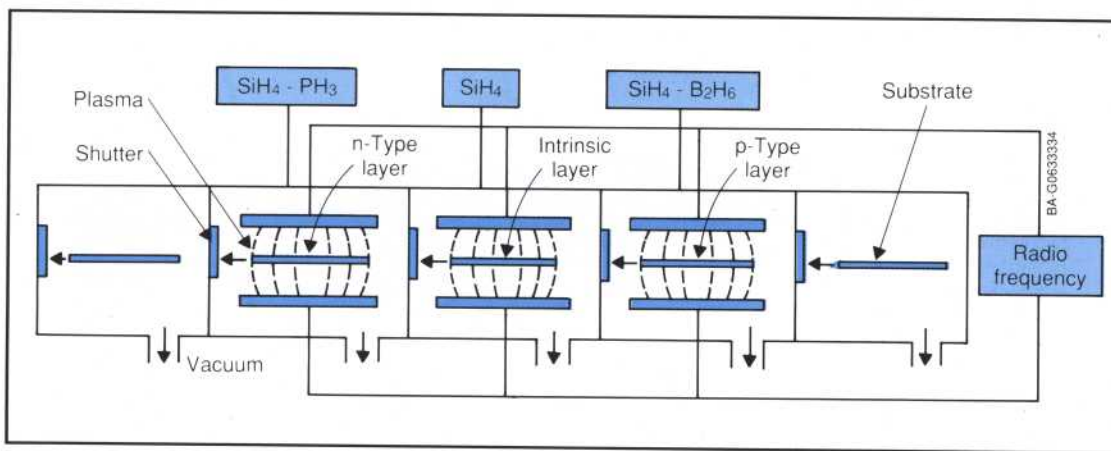 SiH₄ - PH₃
SiH₄
SiH₄ - B₂H₆
Substrate
Plasma
Shutter
n-Type
layer
Intrinsic
layer
p-Type
layer
BA-G0633334
Radio
frequency
Vacuum